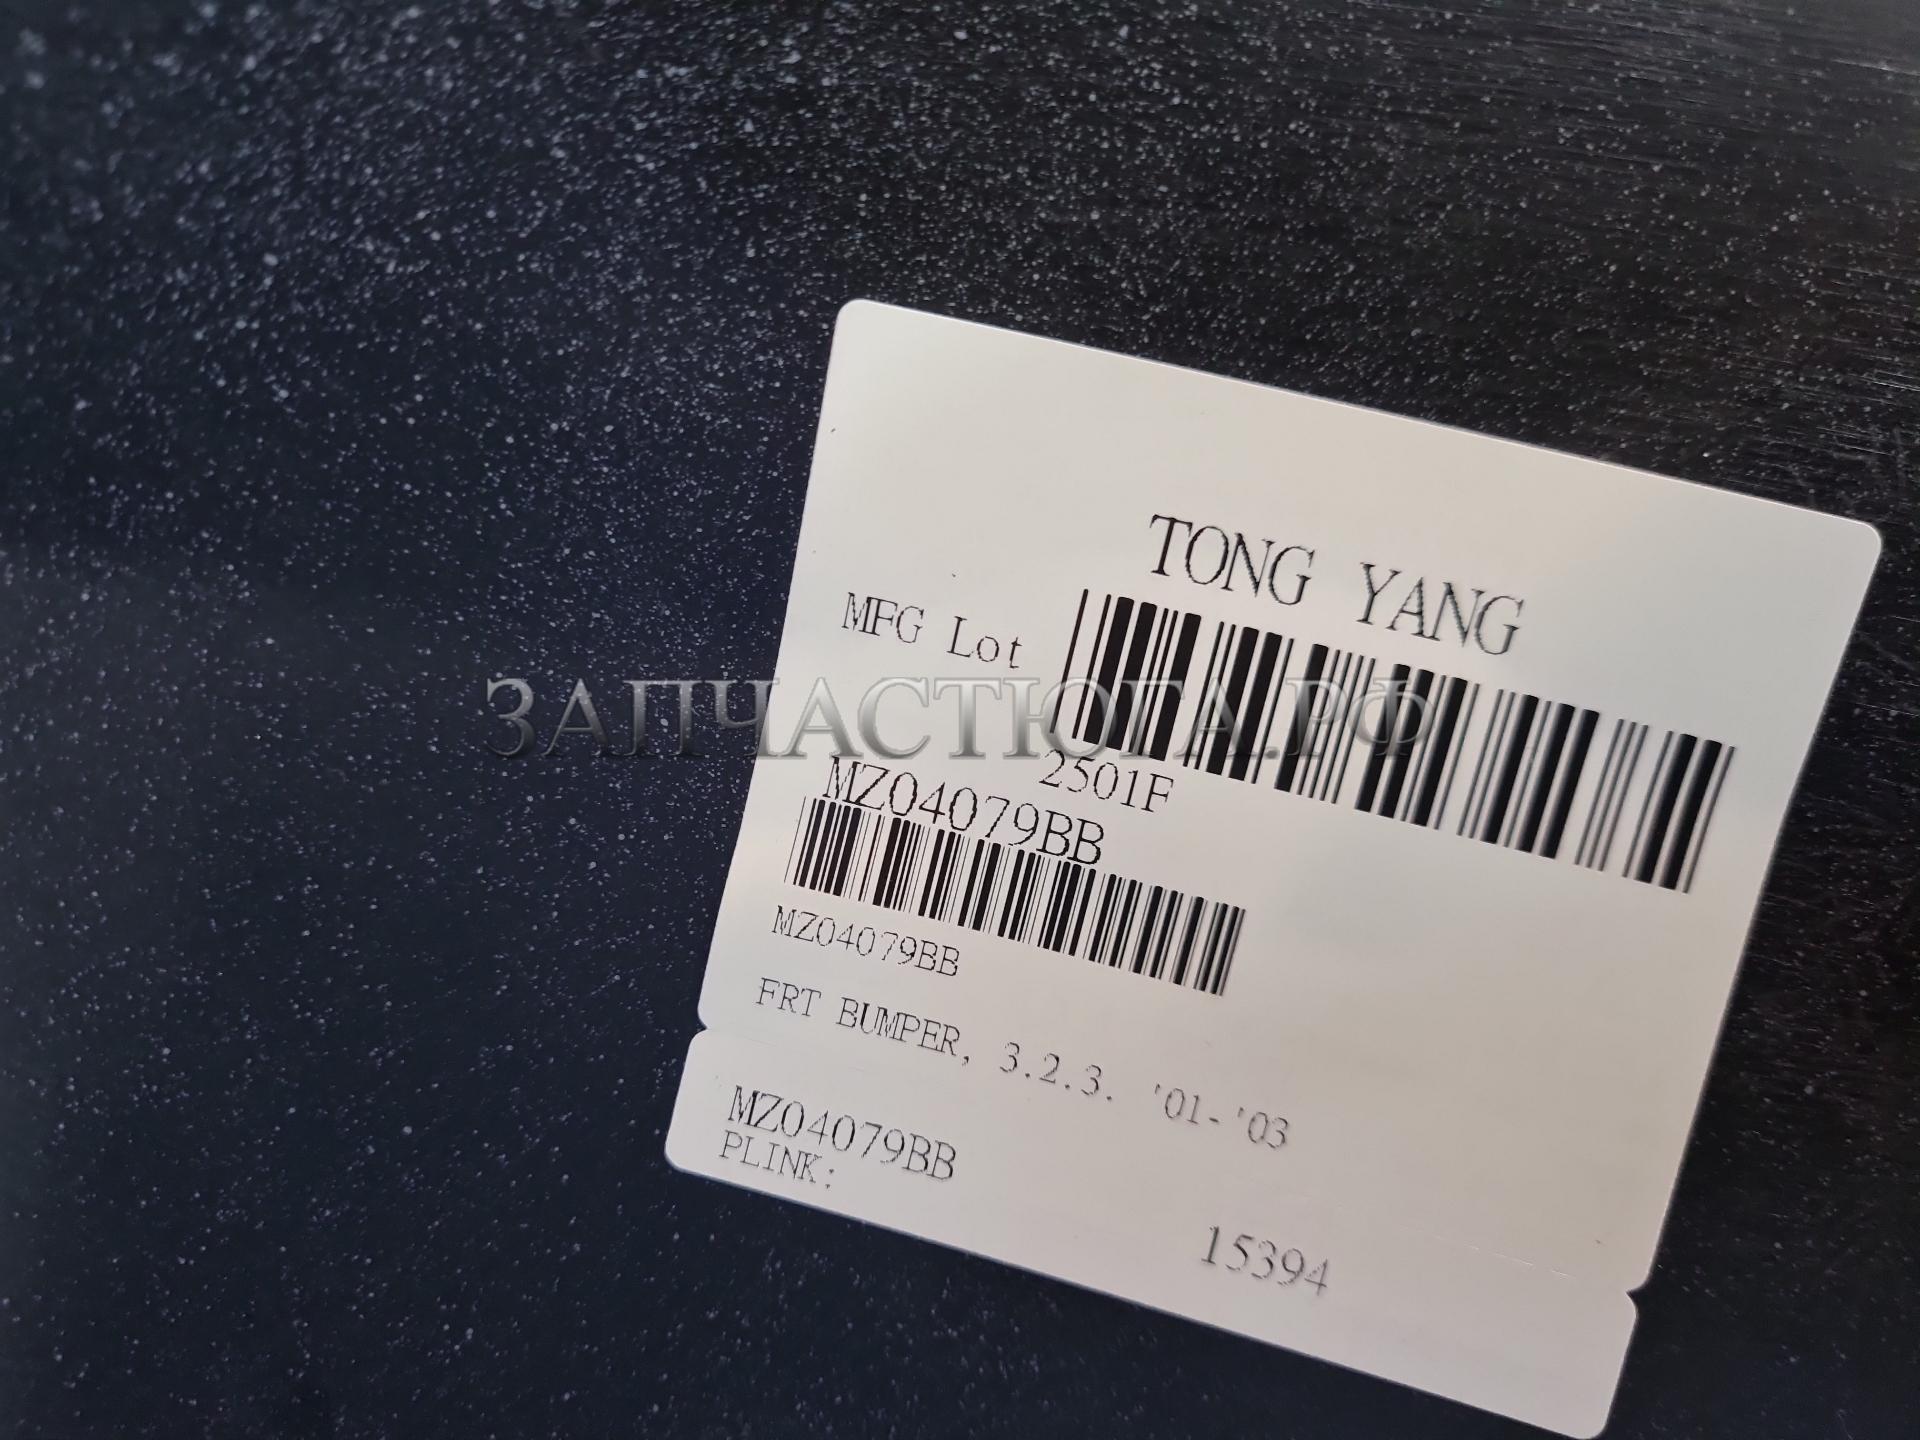 TONG YANG
MFG Lot
ЗАПЧАСТЮГА.РФ
2501F
MZ04079BB
MZ04079BB
FRT BUMPER, 3.2.3. '01-'03
MZ04079BB
PLINK:
15394